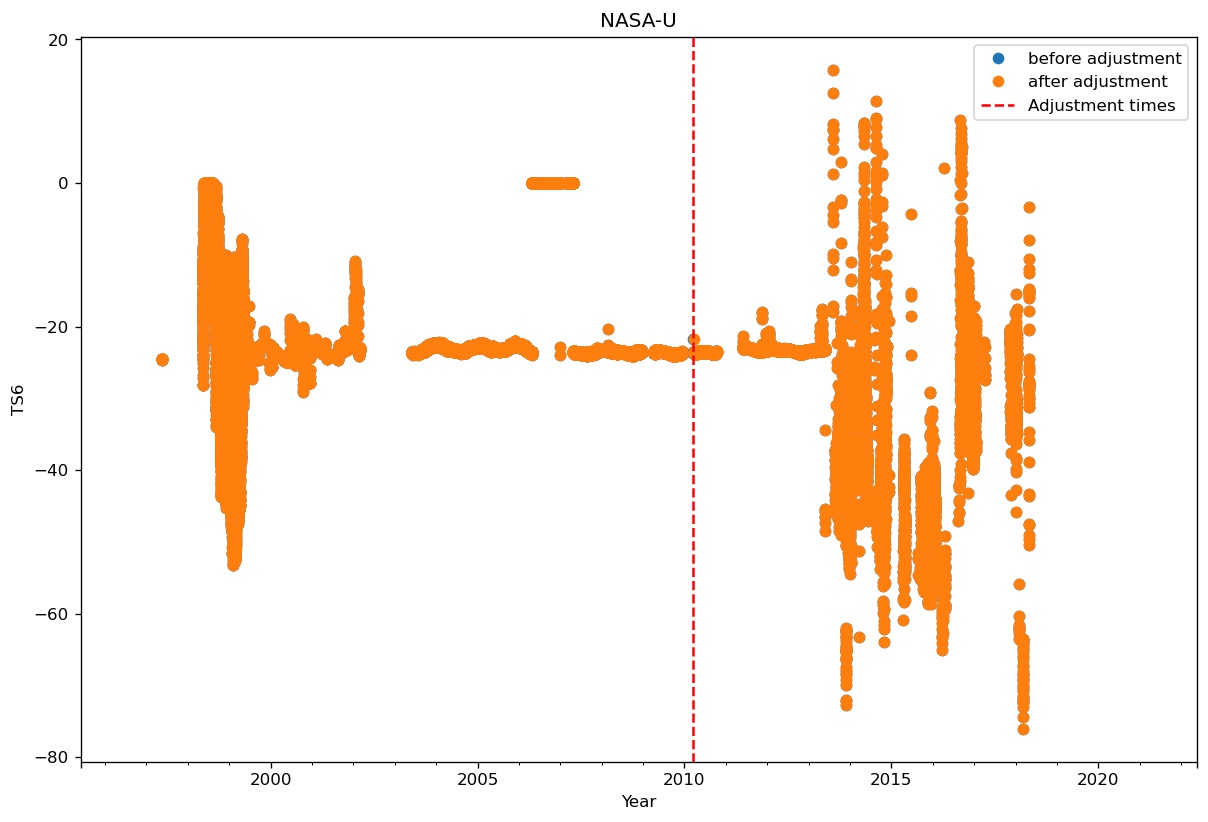 NASA-U
before adjustment
after adjustment
Adjustment times
TS6
20
0
−20
−40
−60
−80
2000 2005 2010 2015 2020
Year